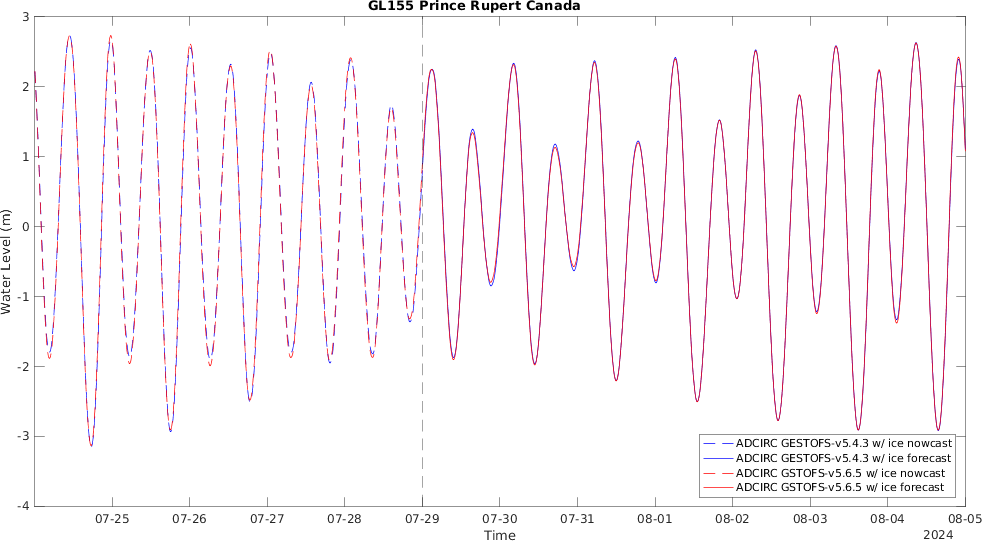 GL155 Prince Rupert Canada
3
2
1
0
-1
-2
-3
-4
Water Level (m)
ADCIRC GESTOFS-v5.4.3 w/ ice nowcast
ADCIRC GESTOFS-v5.4.3 w/ ice forecast
ADCIRC GSTOFS-v5.6.5 w/ ice nowcast
ADCIRC GSTOFS-v5.6.5 w/ ice forecast
07-25 07-26 07-27 07-28 07-29 07-30 07-31 08-01 08-02 08-03 08-04 08-05
Time
2024